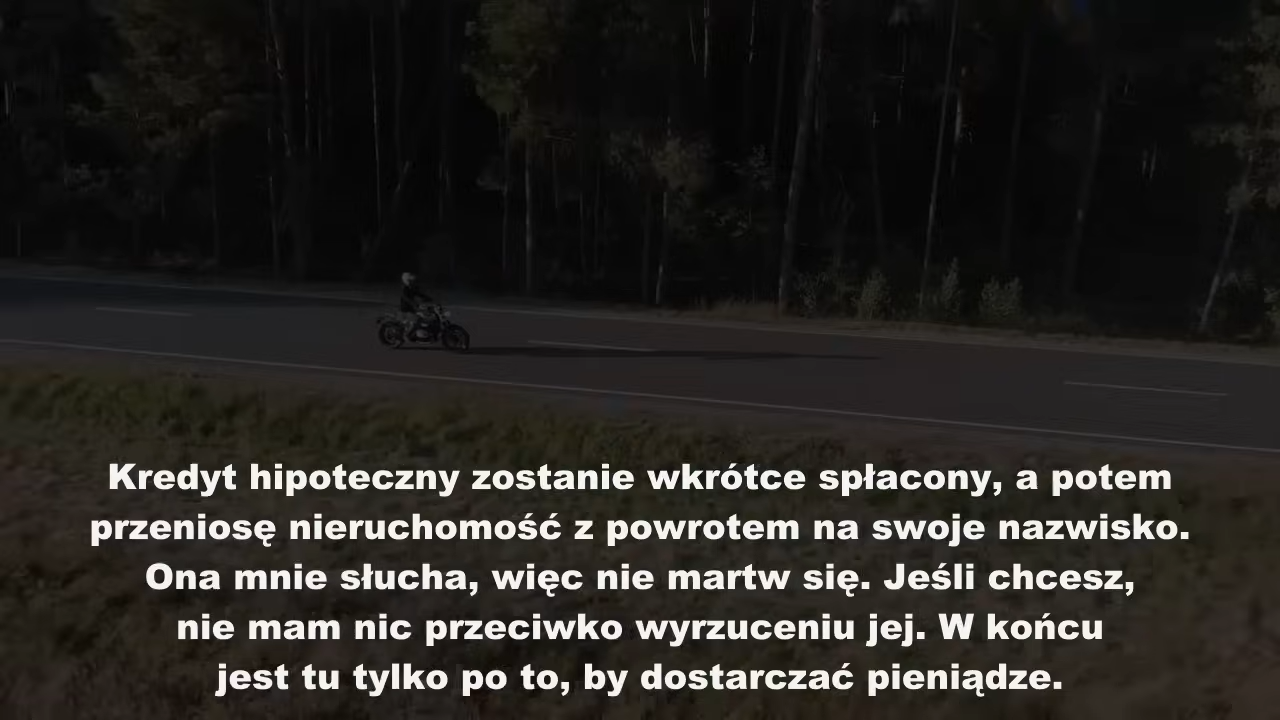 Kredyt hipoteczny zostanie wkrótce spłacony, a potem
przeniosę nieruchomość z powrotem na swoje nazwisko.
Ona mnie słucha, więc nie martw się. Jeśli chcesz,
nie mam nic przeciwko wyrzuceniu jej. W końcu
jest tu tylko po to, by dostarczać pieniądze.